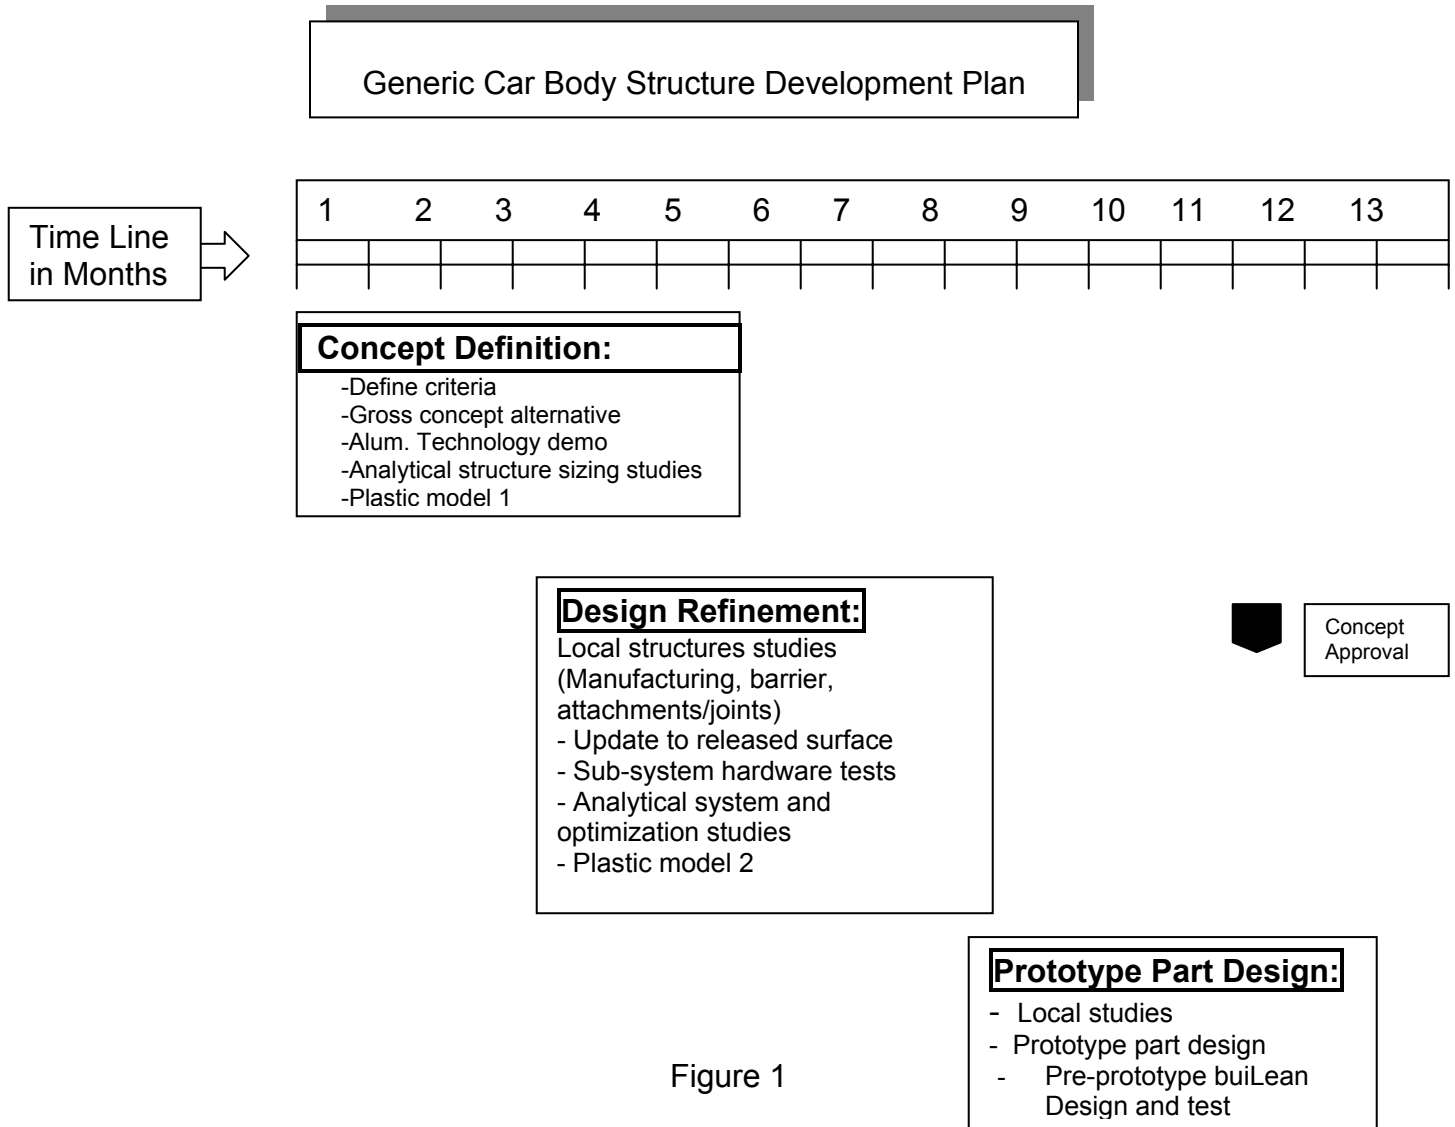 Generic Car Body Structure Development Plan
1 2 3 4 5 6 7 8 9 10 11 12 13
Time Line
in Months
Concept Definition:
-Define criteria
-Gross concept alternative
-Alum. Technology demo
-Analytical structure sizing studies
-Plastic model 1
Design Refinement:
Local structures studies
(Manufacturing, barrier,
attachments/joints)
- Update to released surface
- Sub-system hardware tests
- Analytical system and
optimization studies
- Plastic model 2
Concept
Approval
Prototype Part Design:
- Local studies
- Prototype part design
- Pre-prototype buiLean
Design and test
Figure 1